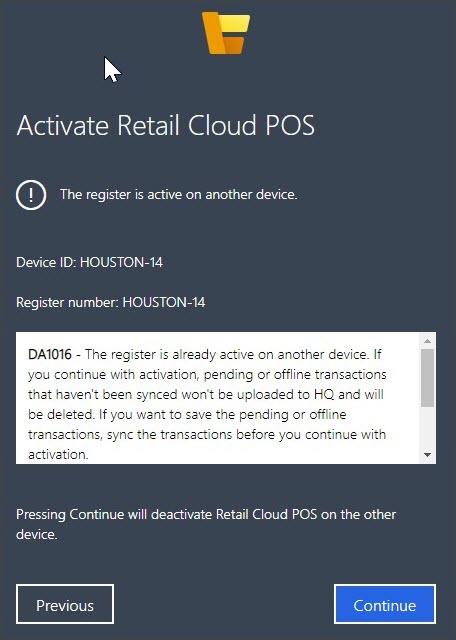 Activate Retail Cloud POS
The register is active on another device.
Device ID: HOUSTON-14
Register number: HOUSTON-14
DA1016 - The register is already active on another device. If
you continue with activation, pending or offline transactions
that haven't been synced won't be uploaded to HQ and will
be deleted. If you want to save the pending or offline
transactions, sync the transactions before you continue with
activation.
Pressing Continue will deactivate Retail Cloud POS on the other
device.
Previous
Continue